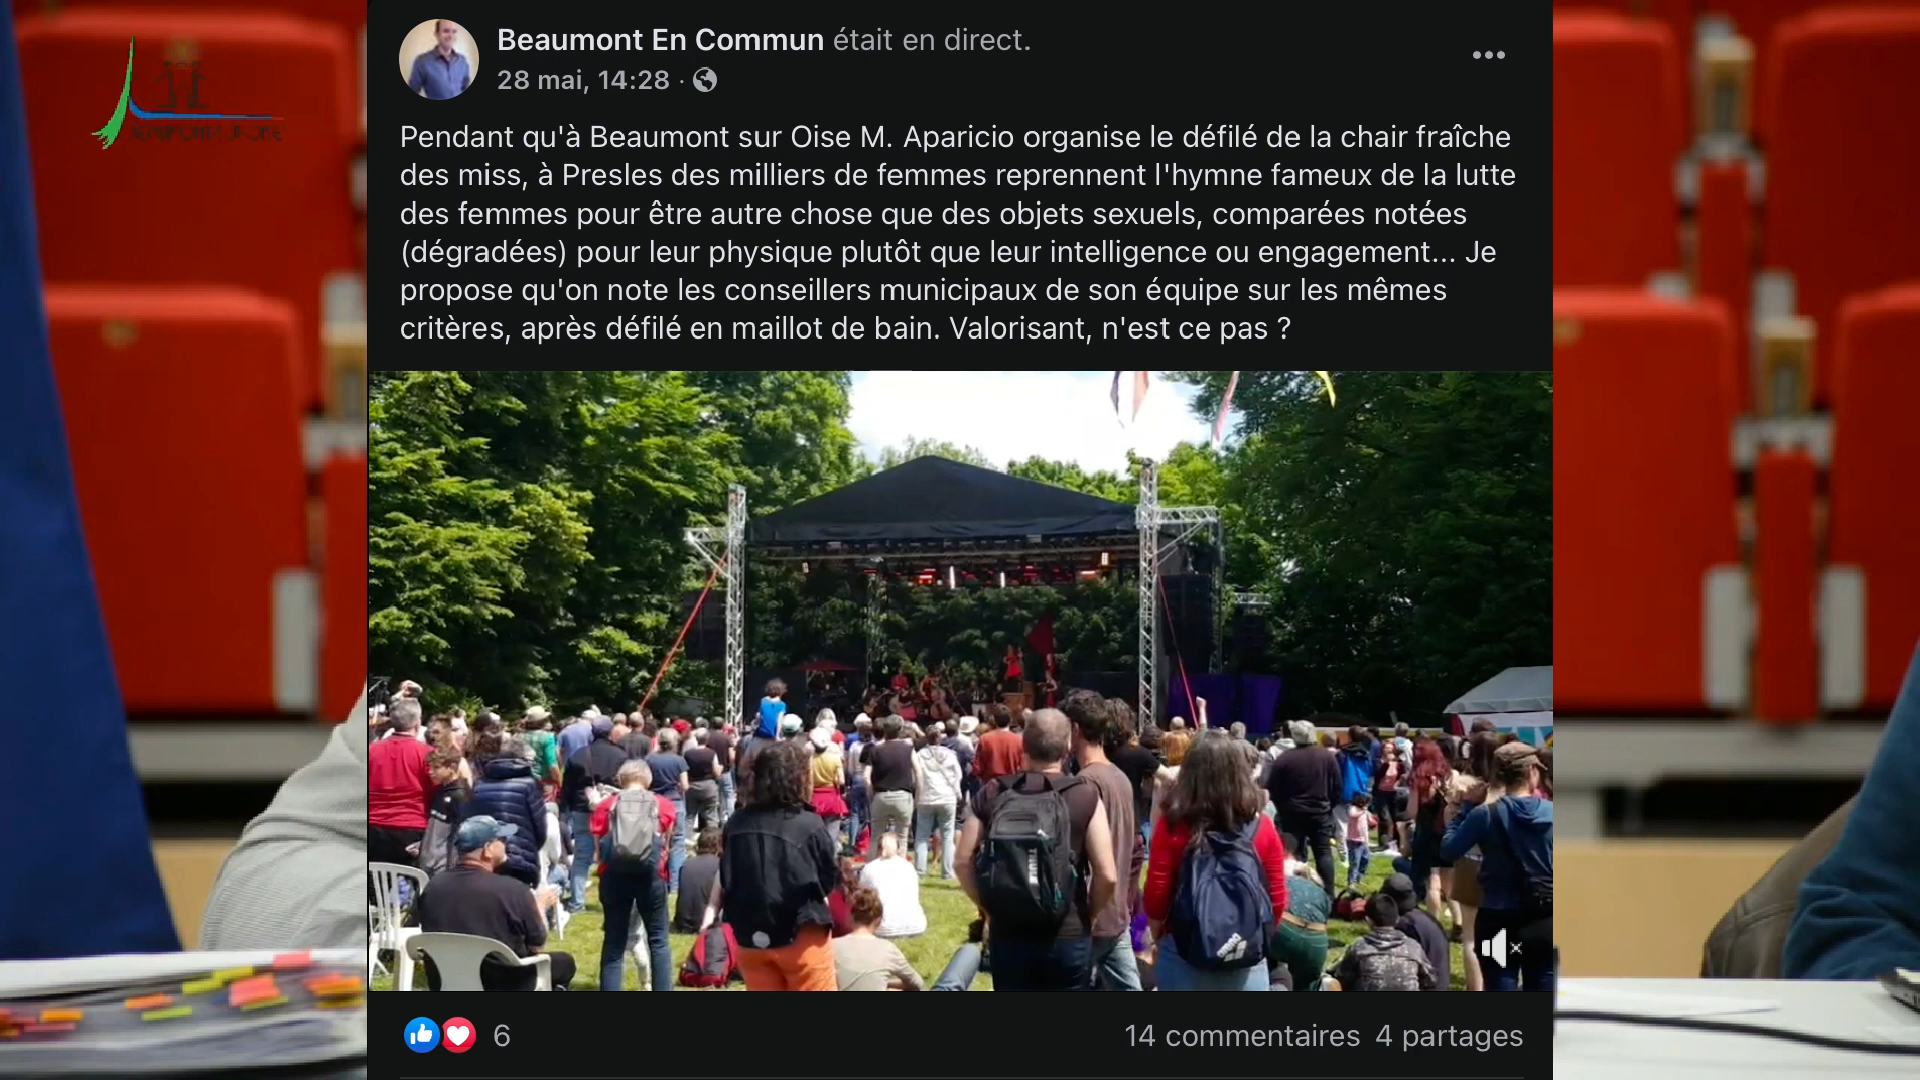 Beaumont En Commun était en direct.
28 mai, 14:28 ·
Pendant qu'à Beaumont sur Oise M. Aparicio organise le défilé de la chair fraîche
des miss, à Presles des milliers de femmes reprennent l'hymne fameux de la lutte
des femmes pour être autre chose que des objets sexuels, comparées notées
(dégradées) pour leur physique plutôt que leur intelligence ou engagement... Je
propose qu'on note les conseillers municipaux de son équipe sur les mêmes
critères, après défilé en maillot de bain. Valorisant, n'est ce pas ?
6
14 commentaires 4 partages